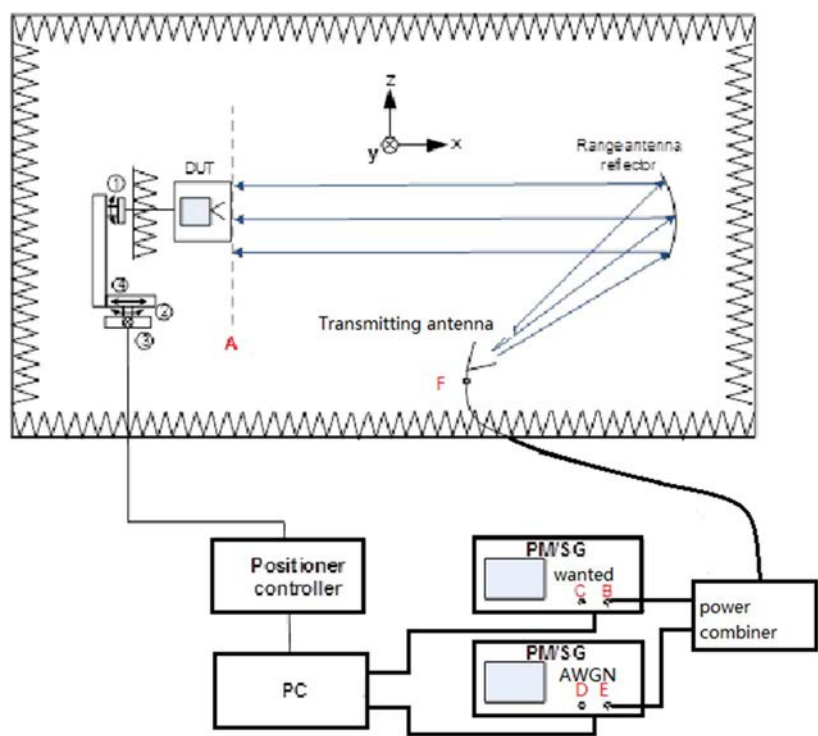 z
y
x
Rangeantenna
reflector
DUT
①
④
②
③
A
Transmitting antenna
F
Positioner
controller
PC
PM/SG
wanted
C B
PM/SG
AWGN
D E
power
combiner